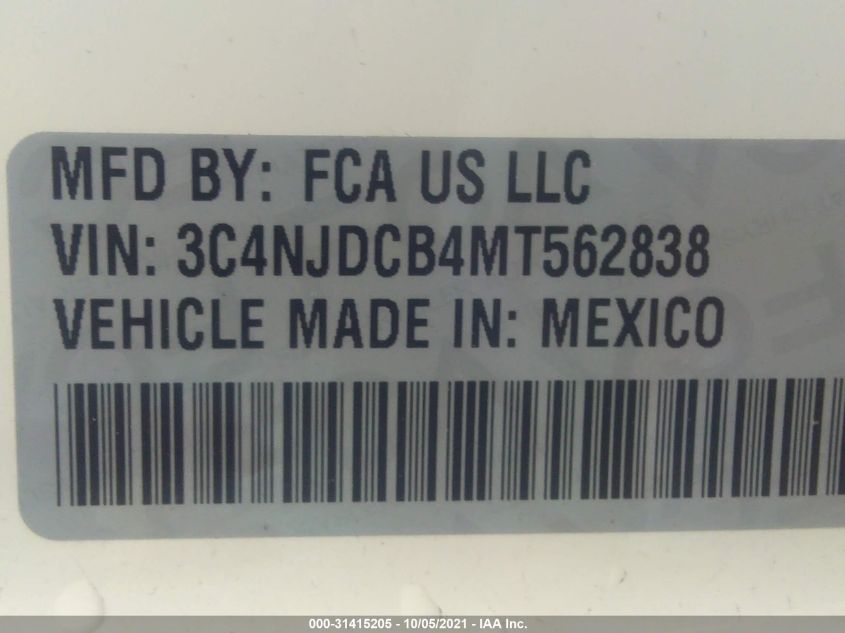 MFD BY: FCA US LLC
VIN: 3C4NJDCB4MT562838
VEHICLE MADE IN: MEXICO
000-31415205 - 10/05/2021 - IAA Inc.